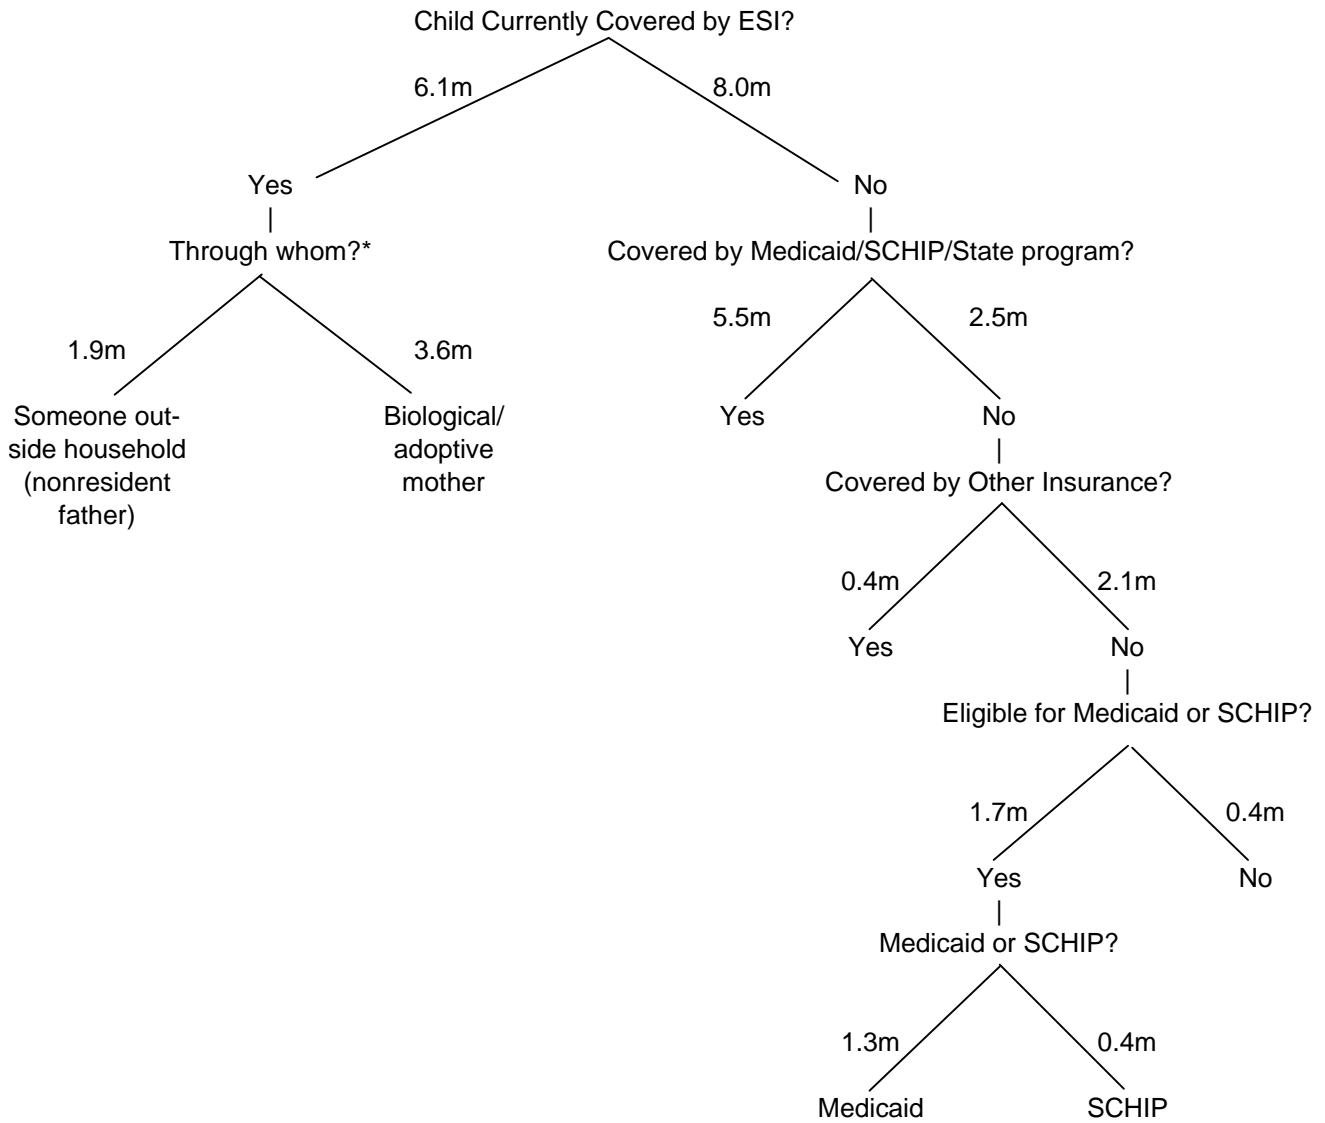 Child Currently Covered by ESI?
6.1m
8.0m
Yes
No
Through whom?*
Covered by Medicaid/SCHIP/State program?
5.5m
2.5m
1.9m
3.6m
Someone out-
side household
(nonresident
father)
Biological/
adoptive
mother
Yes
No
Covered by Other Insurance?
0.4m
2.1m
Yes
No
Eligible for Medicaid or SCHIP?
1.7m
0.4m
Yes
No
Medicaid or SCHIP?
1.3m
0.4m
Medicaid
SCHIP